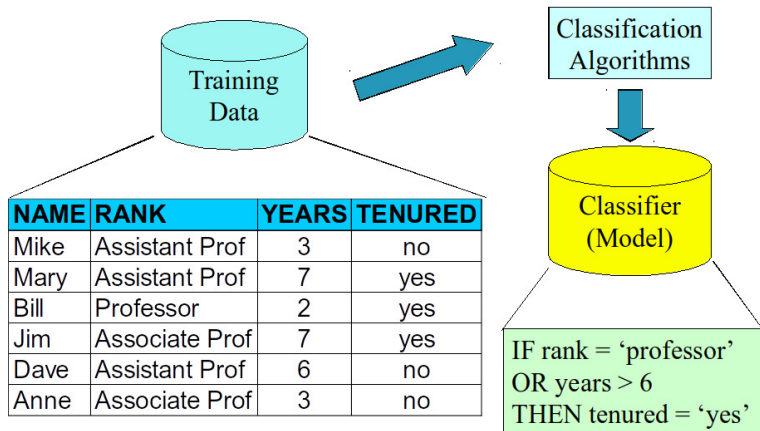 Training
Data
Classification
Algorithms
NAME RANK YEARS TENURED
Mike Assistant Prof 3 no
Mary Assistant Prof 7 yes
Bill Professor 2 yes
Jim Associate Prof 7 yes
Dave Assistant Prof 6 no
Anne Associate Prof 3 no
Classifier
(Model)
IF rank = ‘professor’
OR years > 6
THEN tenured = ‘yes’